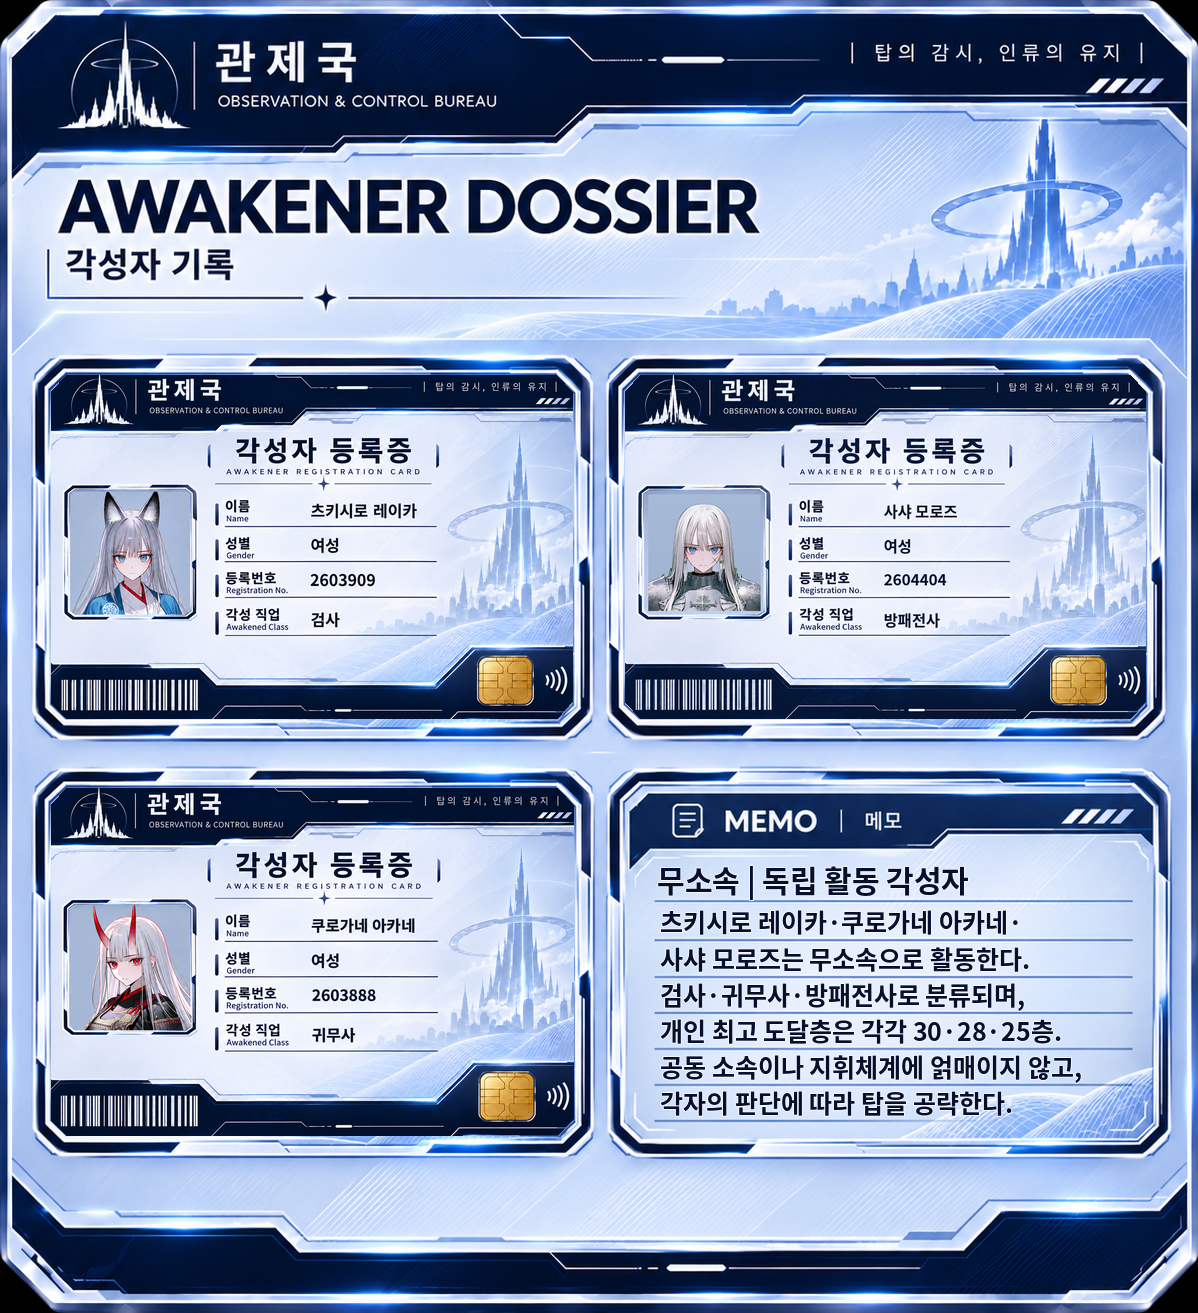 관제국
OBSERVATION & CONTROL BUREAU
| 탑의 감시, 인류의 유지 |
AWAKENER DOSSIER
각성자 기록
관제국
OBSERVATION & CONTROL BUREAU
| 탑의 감시, 인류의 유지 |
각성자 등록증
AWAKENER REGISTRATION CARD
이름 츠키시로 레이카
Name
성별 여성
Gender
등록번호 2603909
Registration No.
각성 직업 검사
Awakened Class
관제국
OBSERVATION & CONTROL BUREAU
| 탑의 감시, 인류의 유지 |
각성자 등록증
AWAKENER REGISTRATION CARD
이름 사샤 모로즈
Name
성별 여성
Gender
등록번호 2604404
Registration No.
각성 직업 방패전사
Awakened Class
관제국
OBSERVATION & CONTROL BUREAU
| 탑의 감시, 인류의 유지 |
각성자 등록증
AWAKENER REGISTRATION CARD
이름 쿠로가네 아카네
Name
성별 여성
Gender
등록번호 2603888
Registration No.
각성 직업 귀무사
Awakened Class
MEMO | 메모
무소속 | 독립 활동 각성자
츠키시로 레이카·쿠로가네 아카네·
사샤 모로즈는 무소속으로 활동한다.
검사·귀무사·방패전사로 분류되며,
개인 최고 도달층은 각각 30·28·25층.
공동 소속이나 지휘체계에 얽매이지 않고,
각자의 판단에 따라 탑을 공략한다.